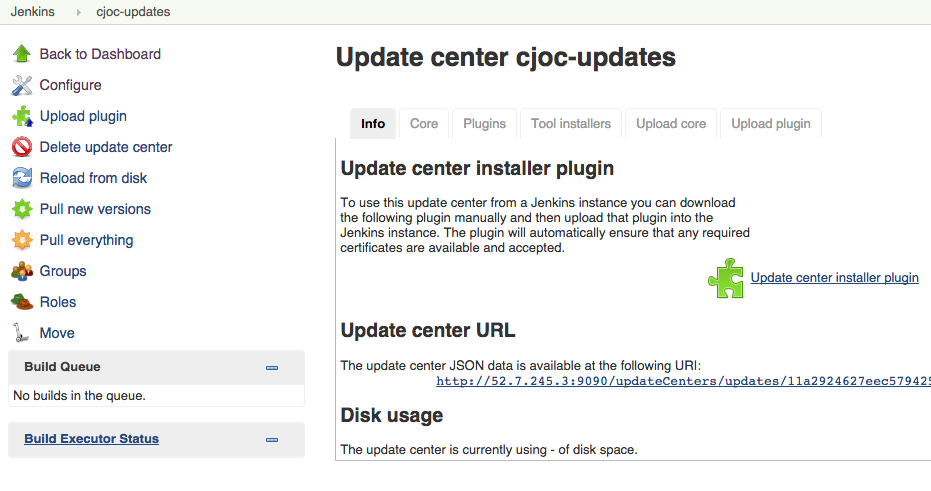 Jenkins cjoc-updates
Back to Dashboard
Configure
Upload plugin
Delete update center
Reload from disk
Pull new versions
Pull everything
Groups
Roles
Move
Build Queue
No builds in the queue.
Build Executor Status
Update center cjoc-updates
Info Core Plugins Tool installers Upload core Upload plugin
Update center installer plugin
To use this update center from a Jenkins instance you can download
the following plugin manually and then upload that plugin into the
Jenkins instance. The plugin will automatically ensure that any required
certificates are available and accepted.
Update center installer plugin
Update center URL
The update center JSON data is available at the following URI:
http://52.7.245.3:9090/updateCenters/updates/11a2924627eec579425
Disk usage
The update center is currently using - of disk space.